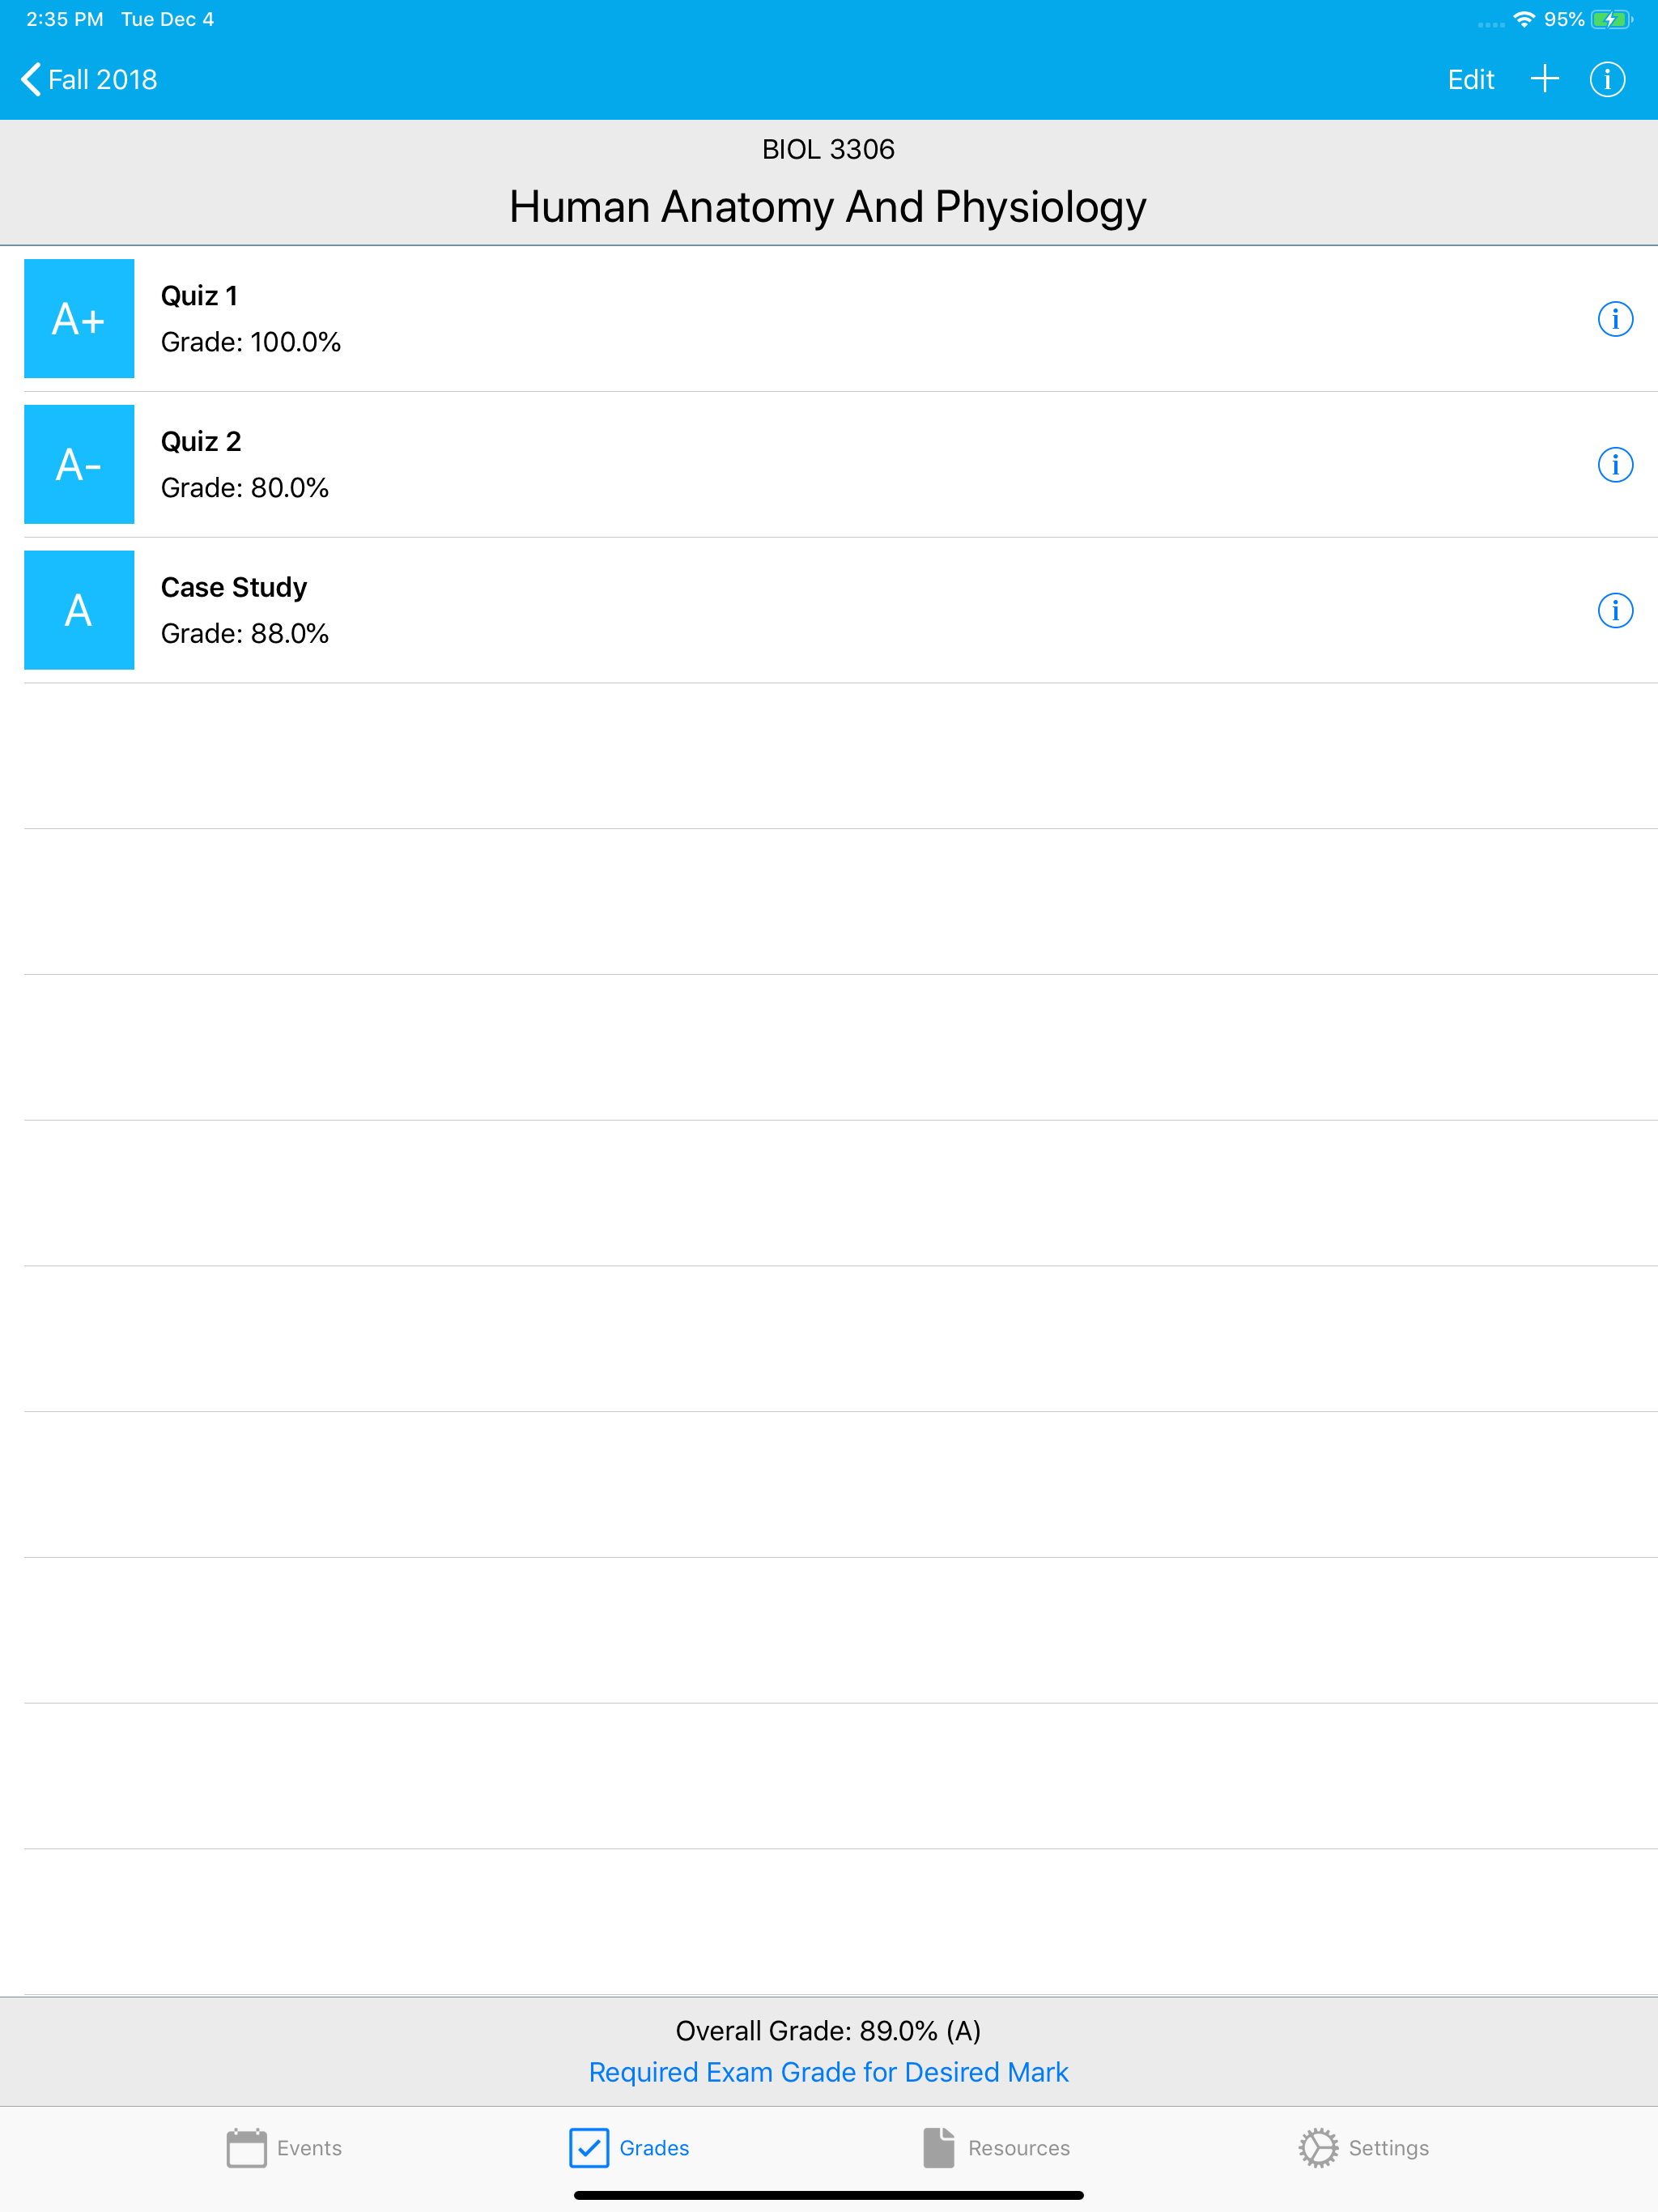 2:35 PM Tue Dec 4 95%
Fall 2018 Edit
BIOL 3306
Human Anatomy And Physiology
A+
Quiz 1
Grade: 100.0%
A-
Quiz 2
Grade: 80.0%
A
Case Study
Grade: 88.0%
Overall Grade: 89.0% (A)
Required Exam Grade for Desired Mark
Events Grades Resources Settings